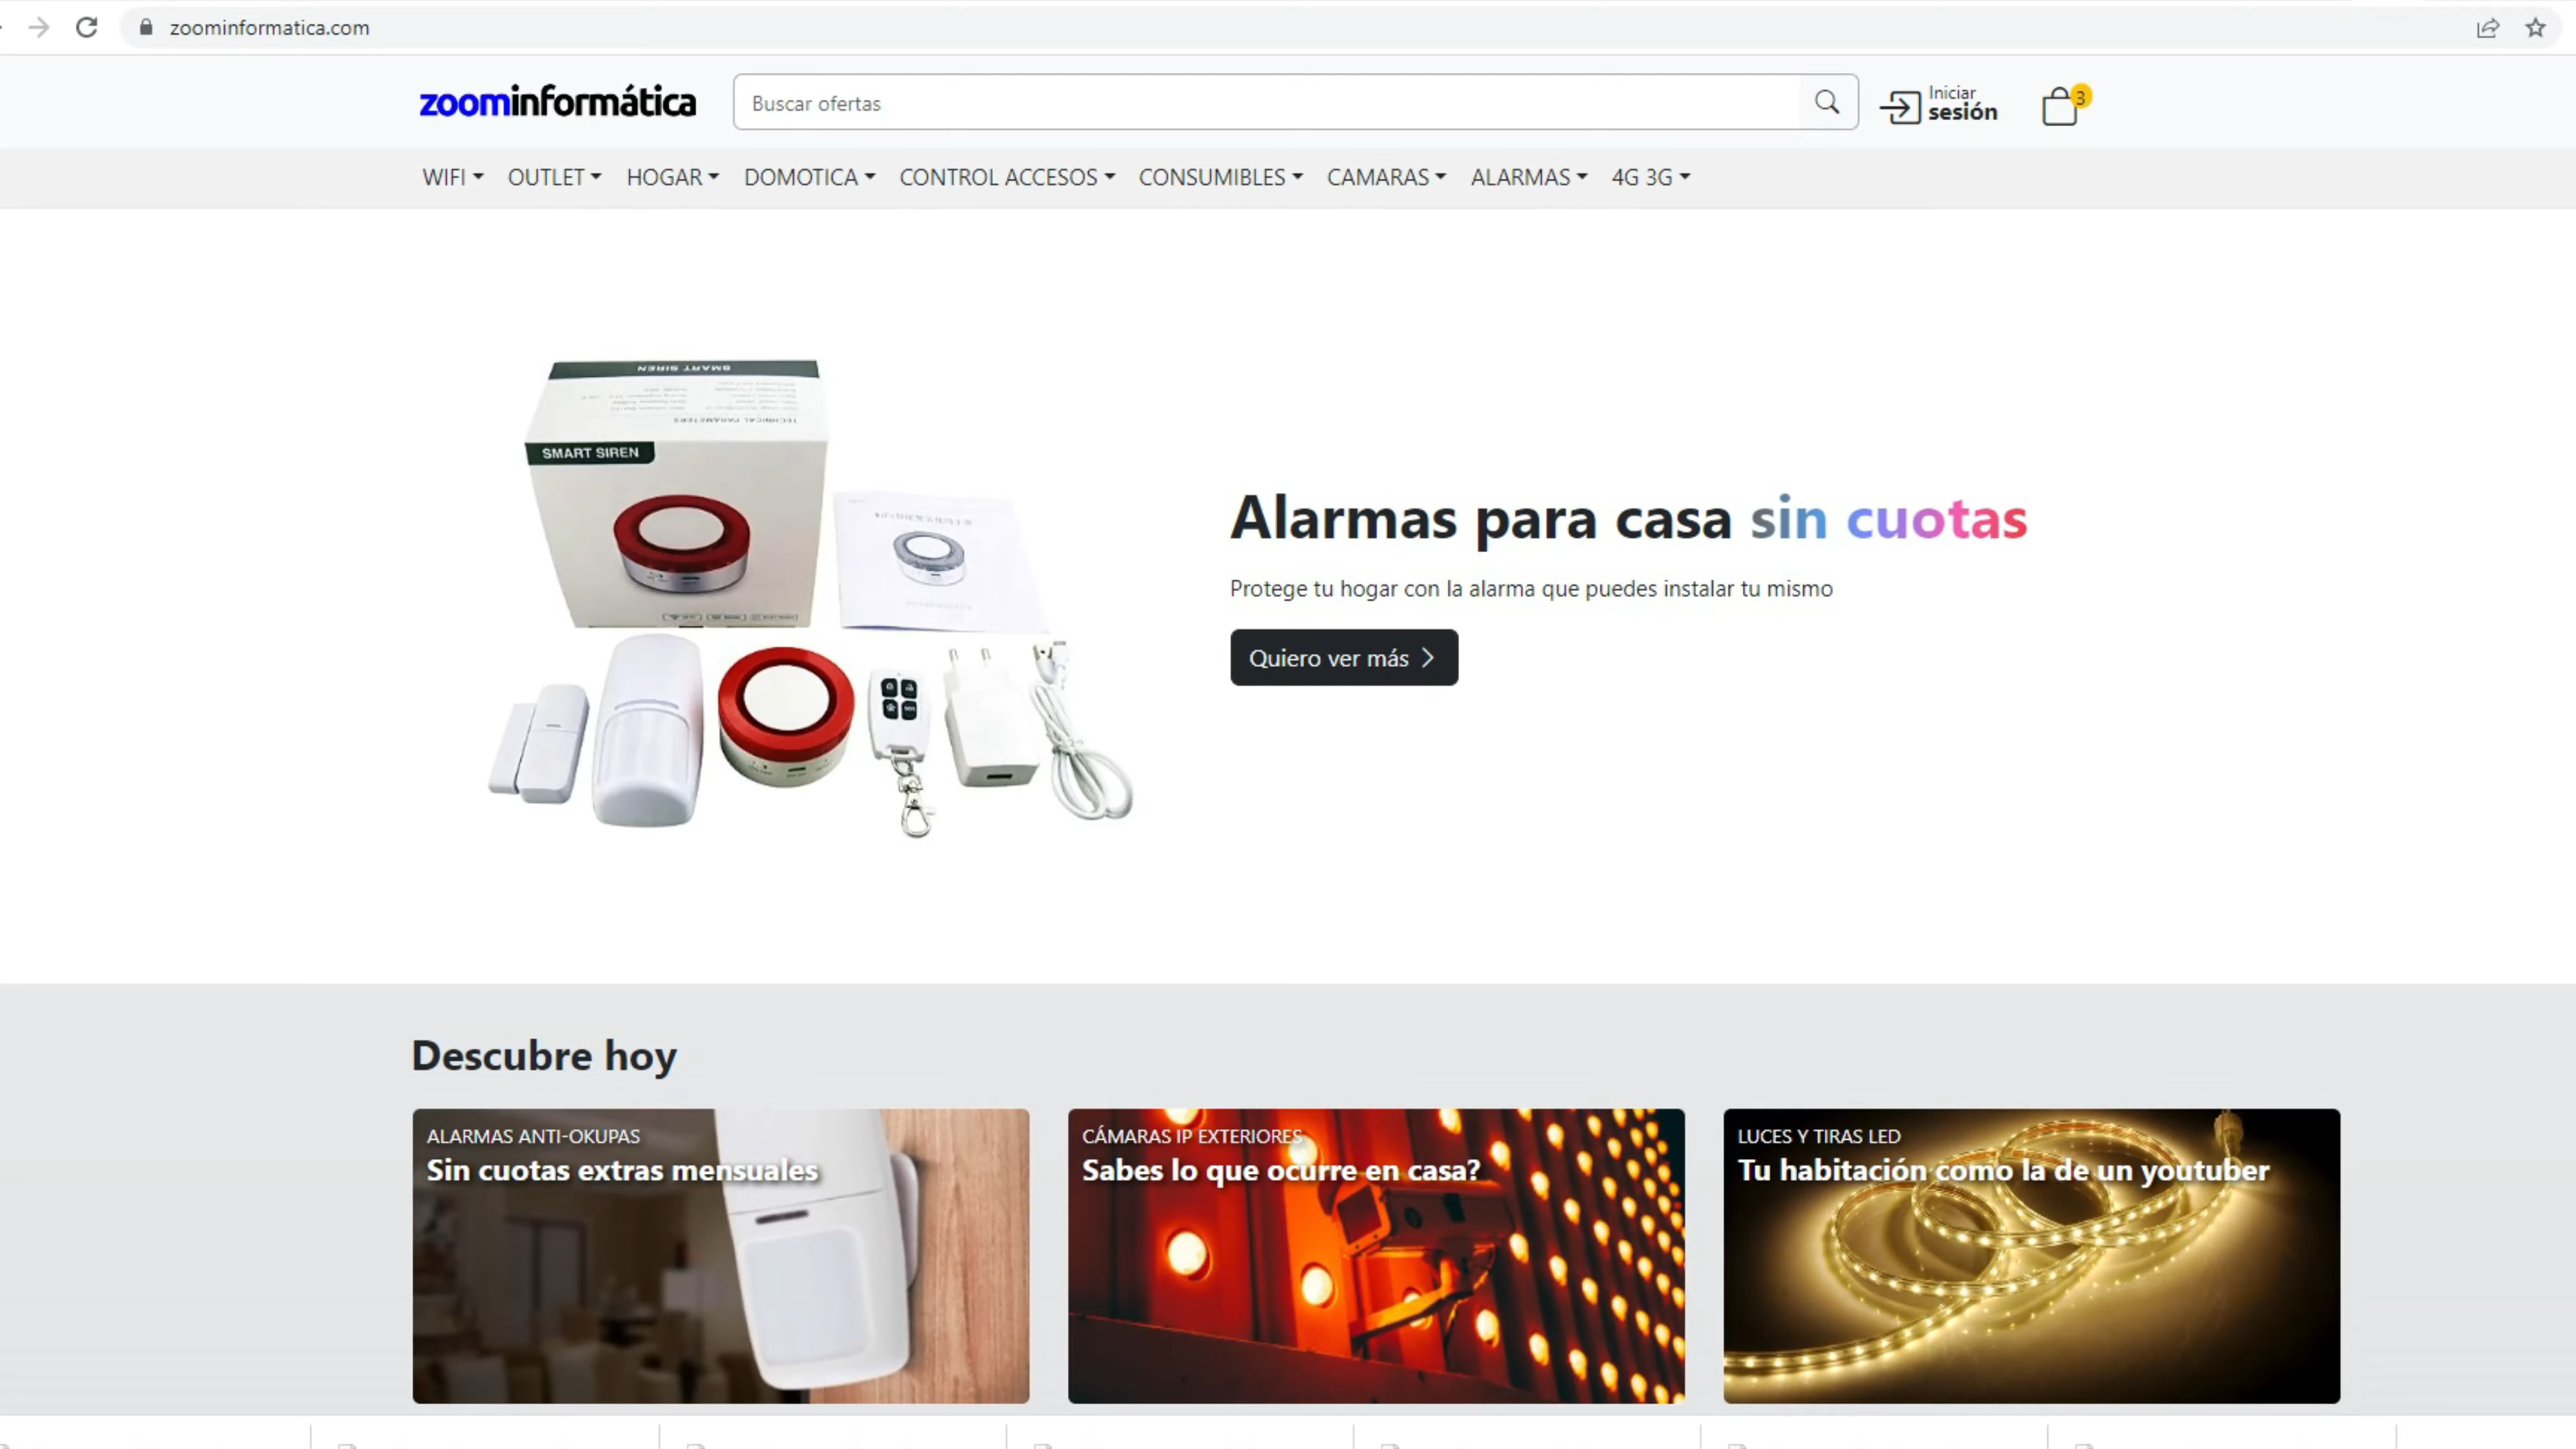 zoominformatica.com
zoominformática
Buscar ofertas
Iniciar
sesión
3
WIFI
OUTLET
HOGAR
DOMOTICA
CONTROL ACCESOS
CONSUMIBLES
CAMARAS
ALARMAS
4G 3G
SMART SIREN
TECHNICAL PARAMETERS
SMART SIREN
Alarmas para casa sin cuotas
Protege tu hogar con la alarma que puedes instalar tu mismo
Quiero ver más
Descubre hoy
ALARMAS ANTI-OKUPAS
Sin cuotas extras mensuales
CÁMARAS IP EXTERIORES
Sabes lo que ocurre en casa?
LUCES Y TIRAS LED
Tu habitación como la de un youtuber